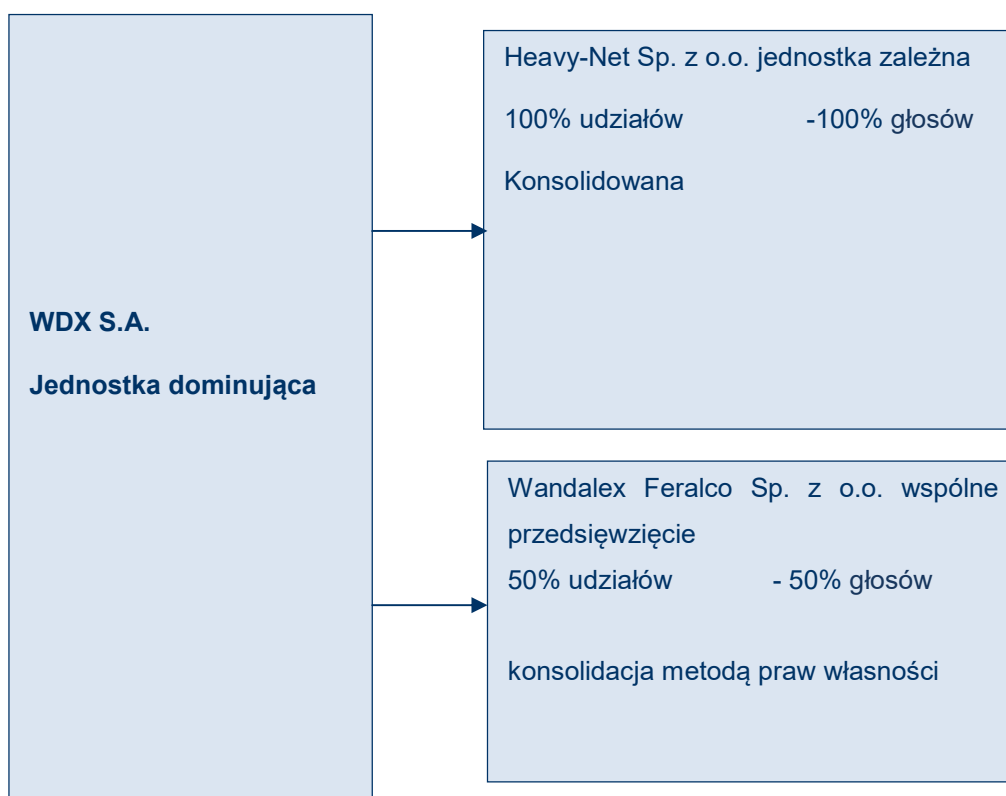 WDX S.A.
Jednostka dominująca
Heavy-Net Sp. z o.o. jednostka zależna
100% udziałów -100% głosów
Konsolidowana
Wandalex Feralco Sp. z o.o. wspólne
przedsięwzięcie
50% udziałów - 50% głosów
konsolidacja metodą praw własności